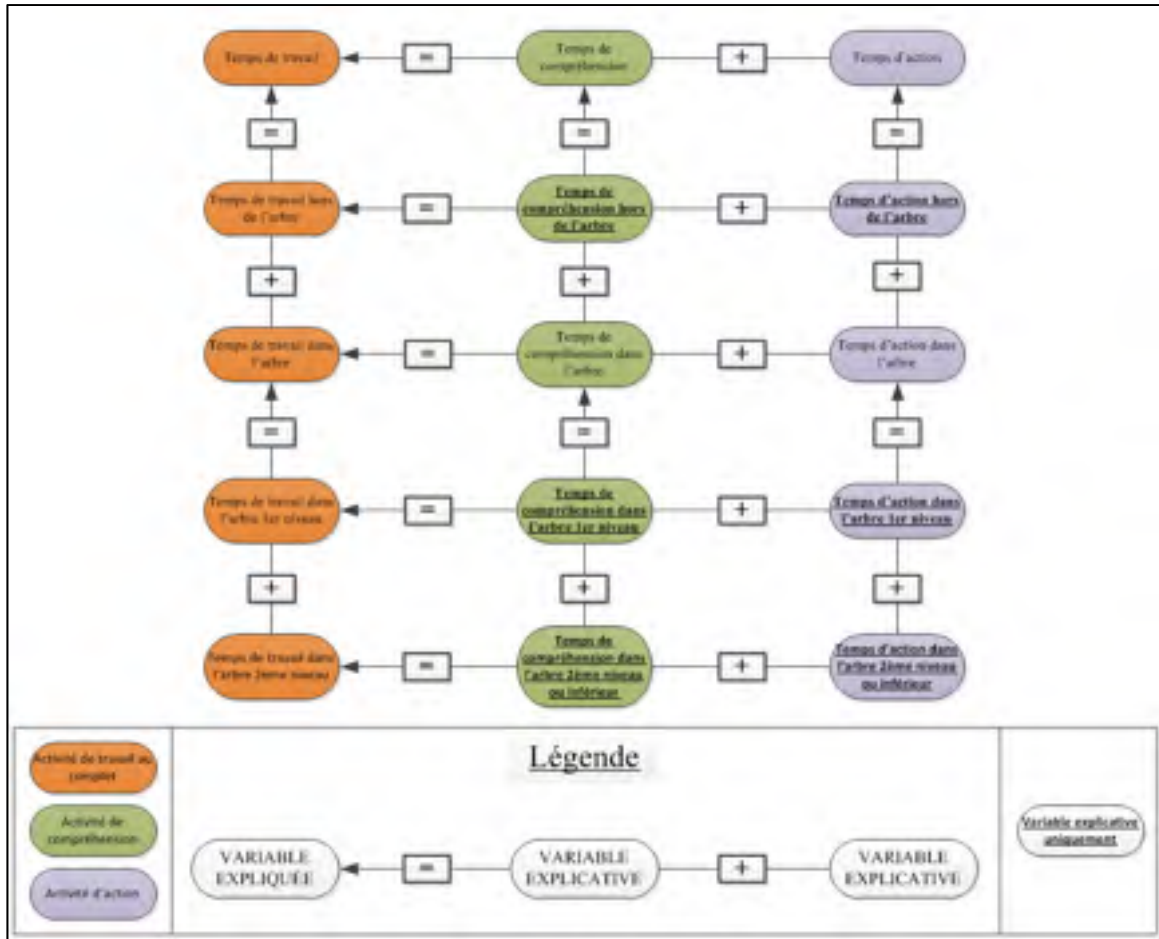 Temps de travail
=
Temps de
compréhension
+
Temps d'action
=
=
=
Temps de travail hors
de l'arbre
=
Temps de
compréhension hors
de l'arbre
+
Temps d'action hors
de l'arbre
+
+
+
Temps de travail dans
l'arbre
=
Temps de
compréhension dans
l'arbre
+
Temps d'action dans
l'arbre
=
=
=
Temps de travail dans
l'arbre 1er niveau
=
Temps de
compréhension dans
l'arbre 1er niveau
+
Temps d'action dans
l'arbre 1er niveau
+
+
+
Temps de travail dans
l'arbre 2ème niveau
=
Temps de
compréhension dans
l'arbre 2ème niveau
ou inférieur
+
Temps d'action dans
l'arbre 2ème niveau
ou inférieur
Légende
Activité de travail au
complet
Activité de
compréhension
Activité d'action
VARIABLE
EXPLIQUÉE
=
VARIABLE
EXPLICATIVE
+
VARIABLE
EXPLICATIVE
Variable explicative
uniquement